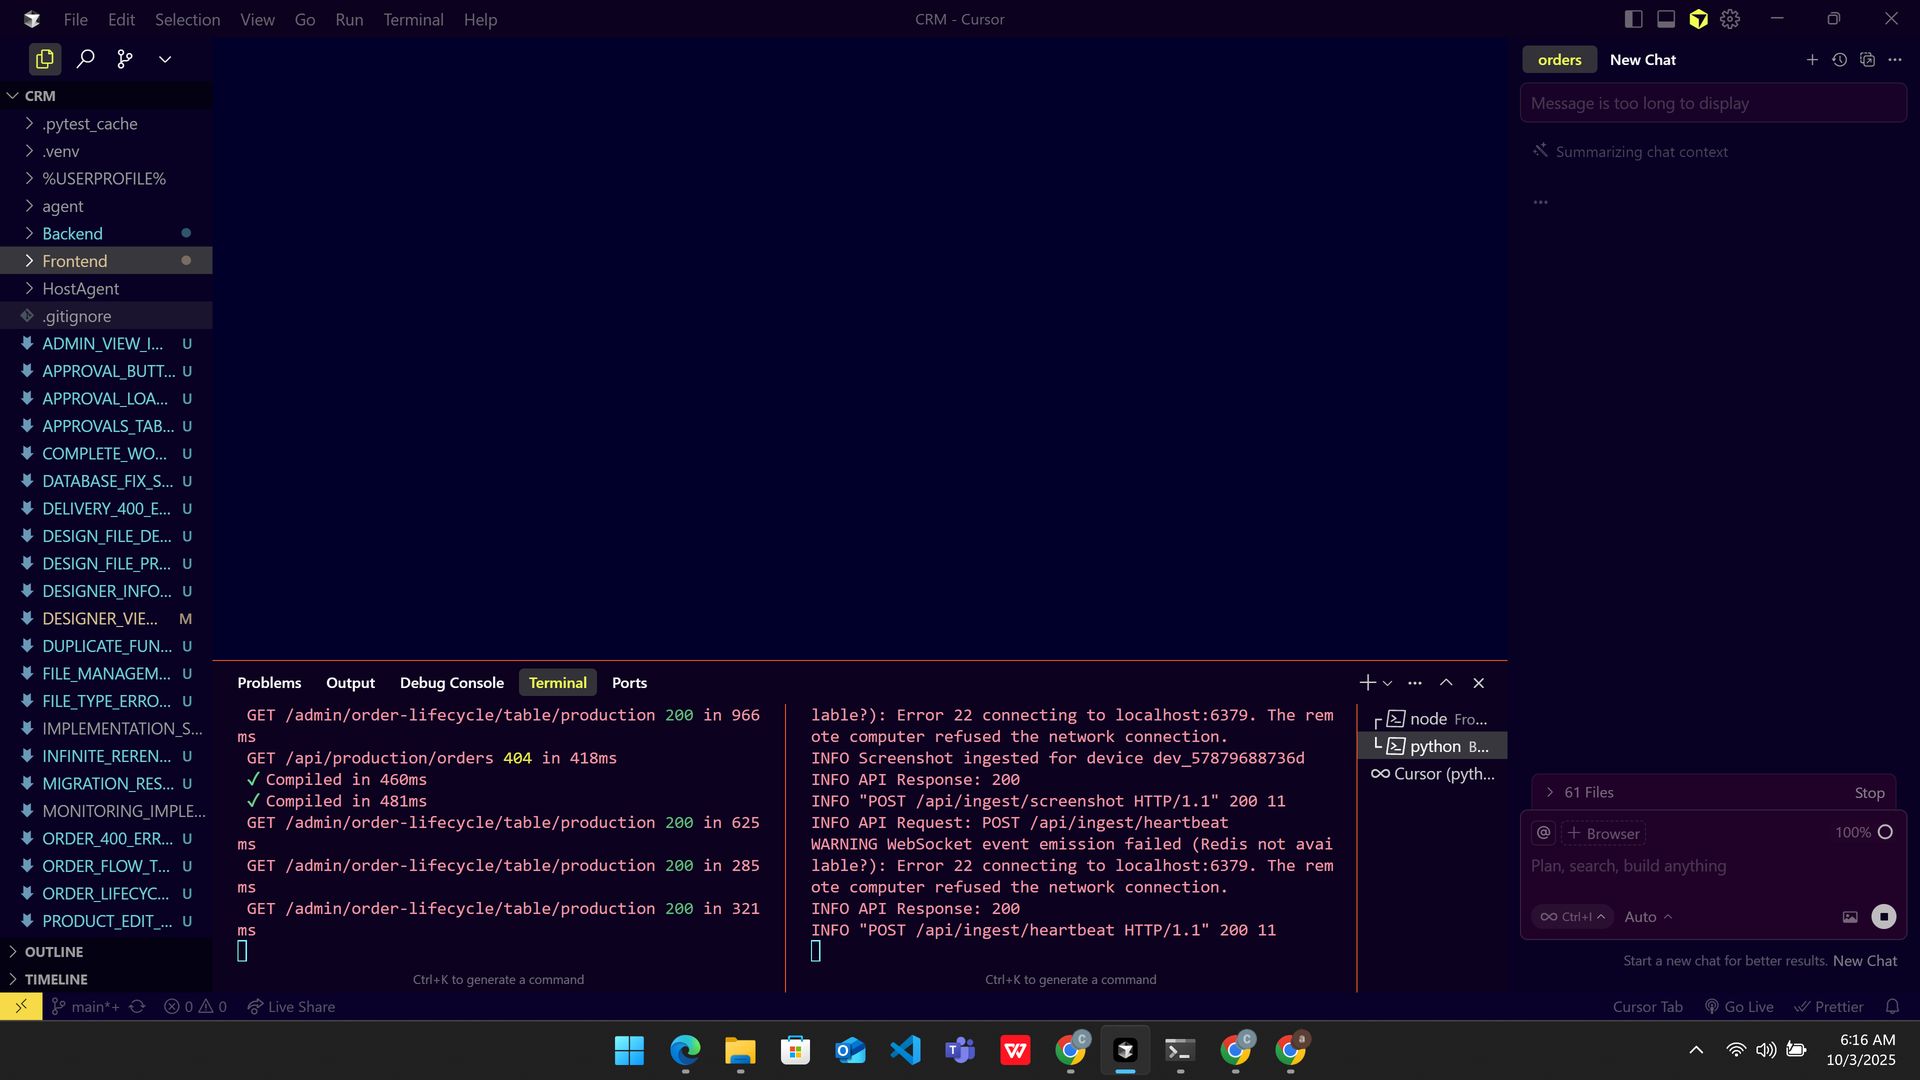 File Edit Selection View Go Run Terminal Help
CRM - Cursor
CRM
.pytest_cache
.venv
%USERPROFILE%
agent
Backend
Frontend
HostAgent
.gitignore
ADMIN_VIEW_I... U
APPROVAL_BUTT... U
APPROVAL_LOA... U
APPROVALS_TAB... U
COMPLETE_WO... U
DATABASE_FIX_S... U
DELIVERY_400_E... U
DESIGN_FILE_DE... U
DESIGN_FILE_PR... U
DESIGNER_INFO... U
DESIGNER_VIE... M
DUPLICATE_FUN... U
FILE_MANAGEM... U
FILE_TYPE_ERRO... U
IMPLEMENTATION_S...
INFINITE_REREN... U
MIGRATION_RES... U
MONITORING_IMPLE...
ORDER_400_ERR... U
ORDER_FLOW_T... U
ORDER_LIFECYC... U
PRODUCT_EDIT_... U
OUTLINE
TIMELINE
Problems Output Debug Console Terminal Ports
GET /admin/order-lifecycle/table/production 200 in 966
ms
GET /api/production/orders 404 in 418ms
✓ Compiled in 460ms
✓ Compiled in 481ms
GET /admin/order-lifecycle/table/production 200 in 625
ms
GET /admin/order-lifecycle/table/production 200 in 285
ms
GET /admin/order-lifecycle/table/production 200 in 321
ms
Ctrl+K to generate a command
lable?): Error 22 connecting to localhost:6379. The rem
ote computer refused the network connection.
INFO Screenshot ingested for device dev_57879688736d
INFO API Response: 200
INFO "POST /api/ingest/screenshot HTTP/1.1" 200 11
INFO API Request: POST /api/ingest/heartbeat
WARNING WebSocket event emission failed (Redis not avai
lable?): Error 22 connecting to localhost:6379. The rem
ote computer refused the network connection.
INFO API Response: 200
INFO "POST /api/ingest/heartbeat HTTP/1.1" 200 11
Ctrl+K to generate a command
node Fro...
python B...
Cursor (pyth...
orders New Chat
Message is too long to display
Summarizing chat context
...
61 Files Stop
@ + Browser 100%
Plan, search, build anything
∞ Ctrl+I Auto
Start a new chat for better results. New Chat
main*+ 0 0 Live Share
Cursor Tab Go Live Prettier
6:16 AM
10/3/2025